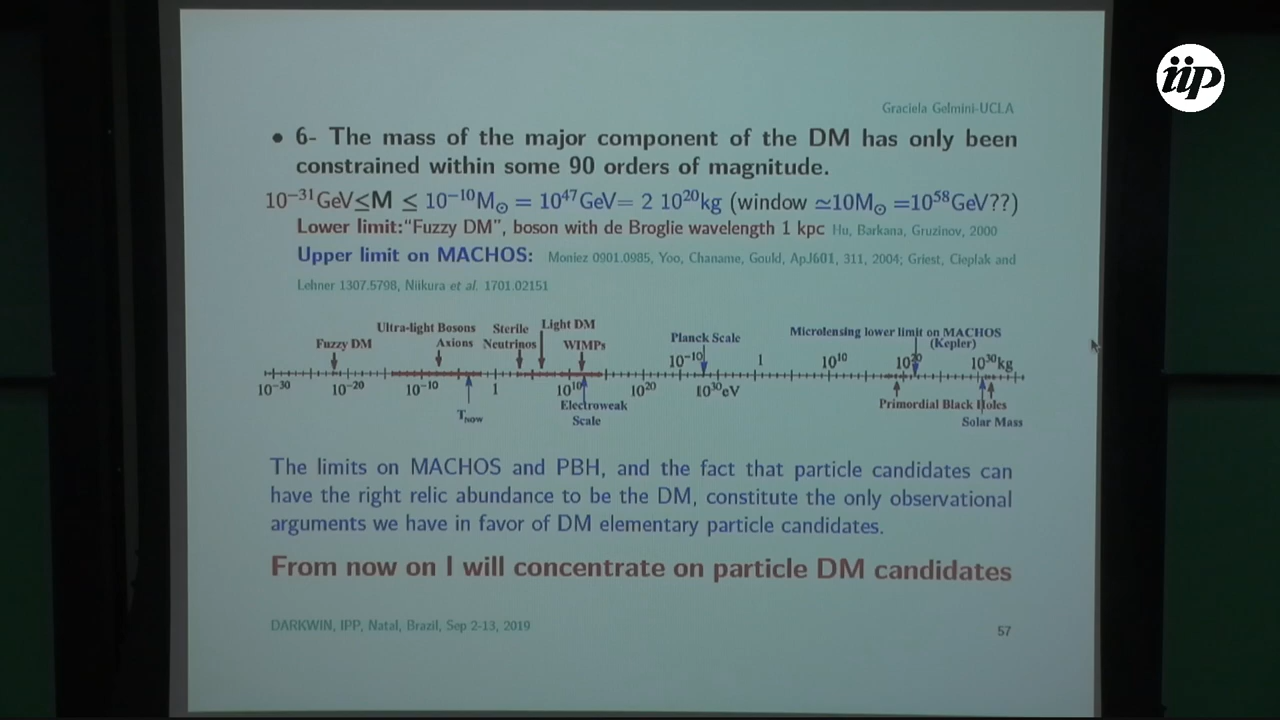 iip
Graciela Gelmini-UCLA
• 6- The mass of the major component of the DM has only been
constrained within some 90 orders of magnitude.
10⁻³¹GeV≤M ≤ 10⁻¹⁰M☉ = 10⁴⁷GeV= 2 10²⁰kg (window ≃10M☉ =10⁵⁸GeV??)
Lower limit:"Fuzzy DM", boson with de Broglie wavelength 1 kpc Hu, Barkana, Gruzinov, 2000
Upper limit on MACHOS: Moniez 0901.0985, Yoo, Chaname, Gould, ApJ601, 311, 2004; Griest, Cieplak and
Lehner 1307.5798, Niikura et al. 1701.02151
Ultra-light Bosons Sterile Light DM
Fuzzy DM Axions Neutrinos WIMPs Planck Scale Microlensing lower limit on MACHOS
(Kepler)
10⁻¹⁰ 1 10¹⁰ 10²⁰ 10³⁰kg
10⁻³⁰ 10⁻²⁰ 10⁻¹⁰ 1 10¹⁰ 10²⁰ 10³⁰eV
Tnow Electroweak Primordial Black Holes
Scale Solar Mass
The limits on MACHOS and PBH, and the fact that particle candidates can
have the right relic abundance to be the DM, constitute the only observational
arguments we have in favor of DM elementary particle candidates.
From now on I will concentrate on particle DM candidates
DARKWIN, IPP, Natal, Brazil, Sep 2-13, 2019
57